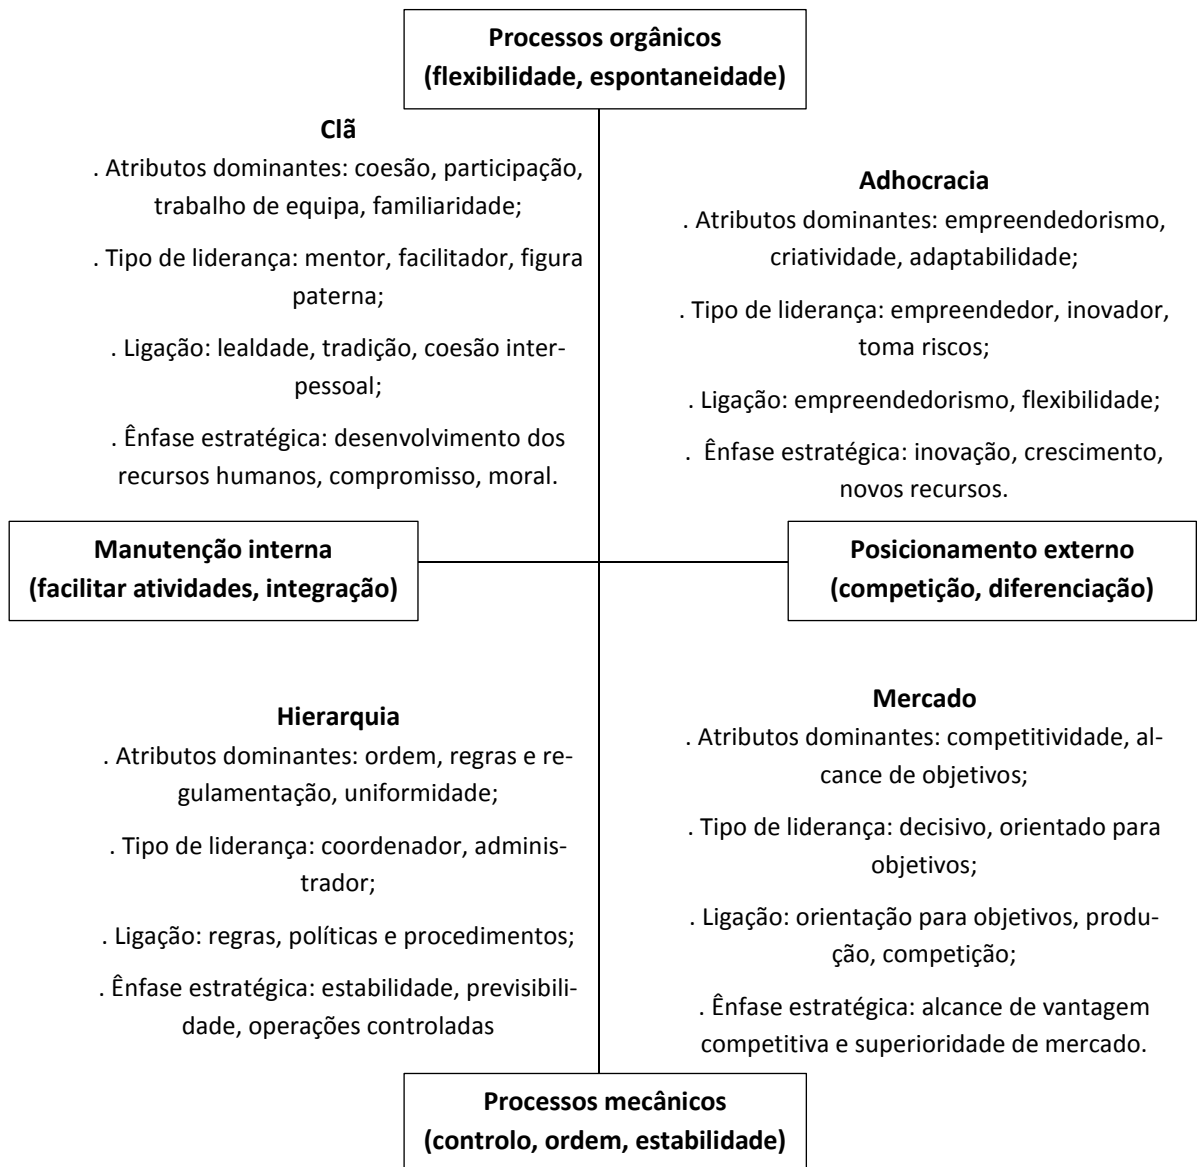 Processos orgânicos
(flexibilidade, espontaneidade)
Clã
. Atributos dominantes: coesão, participação,
trabalho de equipa, familiaridade;
. Tipo de liderança: mentor, facilitador, figura
paterna;
. Ligação: lealdade, tradição, coesão inter-
pessoal;
. Ênfase estratégica: desenvolvimento dos
recursos humanos, compromisso, moral.
Adhocracia
. Atributos dominantes: empreendedorismo,
criatividade, adaptabilidade;
. Tipo de liderança: empreendedor, inovador,
toma riscos;
. Ligação: empreendedorismo, flexibilidade;
. Ênfase estratégica: inovação, crescimento,
novos recursos.
Manutenção interna
(facilitar atividades, integração)
Posicionamento externo
(competição, diferenciação)
Hierarquia
. Atributos dominantes: ordem, regras e re-
gulamentação, uniformidade;
. Tipo de liderança: coordenador, adminis-
trador;
. Ligação: regras, políticas e procedimentos;
. Ênfase estratégica: estabilidade, previsibili-
dade, operações controladas
Mercado
. Atributos dominantes: competitividade, al-
cance de objetivos;
. Tipo de liderança: decisivo, orientado para
objetivos;
. Ligação: orientação para objetivos, produ-
ção, competição;
. Ênfase estratégica: alcance de vantagem
competitiva e superioridade de mercado.
Processos mecânicos
(controlo, ordem, estabilidade)